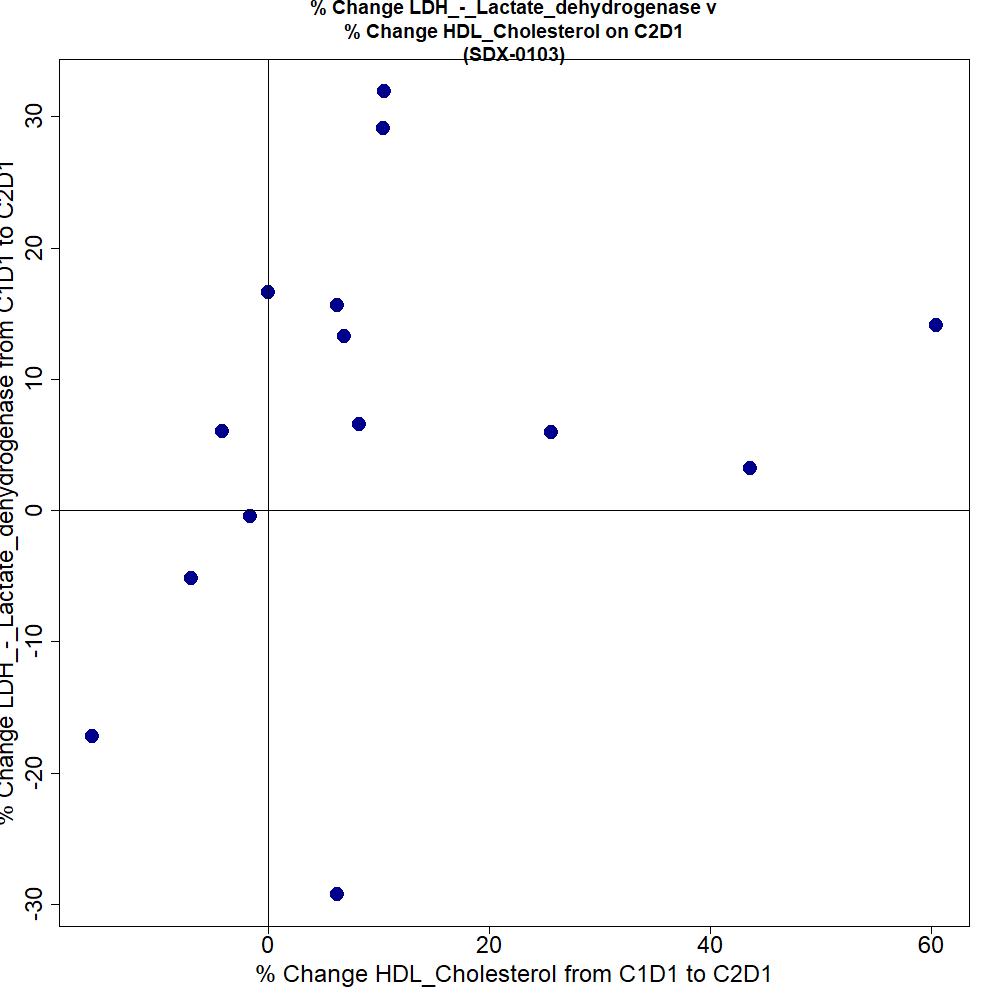 % Change LDH_-_Lactate_dehydrogenase v
% Change HDL_Cholesterol on C2D1
(SDX-0103)
% Change LDH_-_Lactate_dehydrogenase from C1D1 to C2D1
30
20
10
0
-10
-20
-30
0 20 40 60
% Change HDL_Cholesterol from C1D1 to C2D1